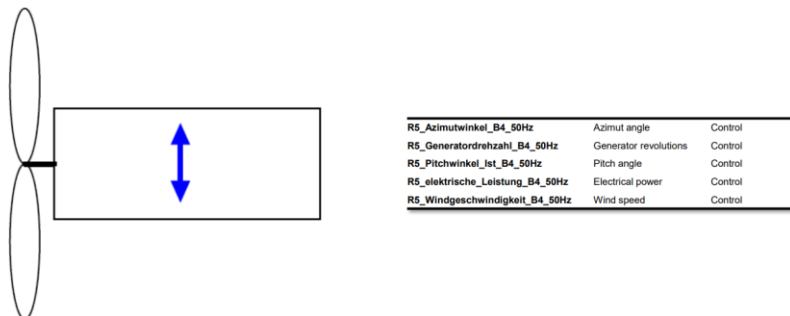 R5_Azimutwinkel_B4_50Hz Azimut angle Control
R5_Generatordrehzahl_B4_50Hz Generator revolutions Control
R5_Pitchwinkel_Ist_B4_50Hz Pitch angle Control
R5_elektrische_Leistung_B4_50Hz Electrical power Control
R5_Windgeschwindigkeit_B4_50Hz Wind speed Control